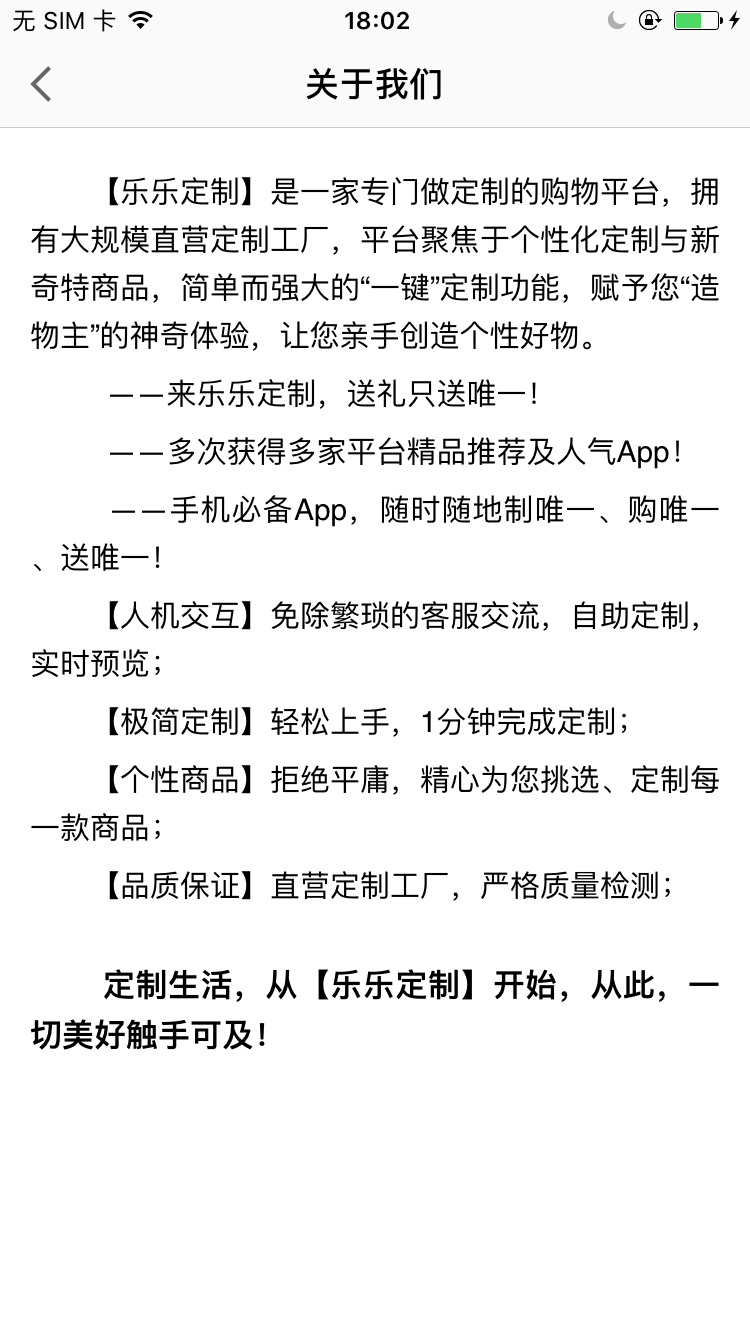 无 SIM 卡
18:02
关于我们
【乐乐定制】是一家专门做定制的购物平台，拥
有大规模直营定制工厂，平台聚焦于个性化定制与新
奇特商品，简单而强大的“一键”定制功能，赋予您“造
物主”的神奇体验，让您亲手创造个性好物。
——来乐乐定制，送礼只送唯一！
——多次获得多家平台精品推荐及人气App！
——手机必备App，随时随地制唯一、购唯一
、送唯一！
【人机交互】免除繁琐的客服交流，自助定制，
实时预览；
【极简定制】轻松上手，1分钟完成定制；
【个性商品】拒绝平庸，精心为您挑选、定制每
一款商品；
【品质保证】直营定制工厂，严格质量检测；
定制生活，从【乐乐定制】开始，从此，一
切美好触手可及！